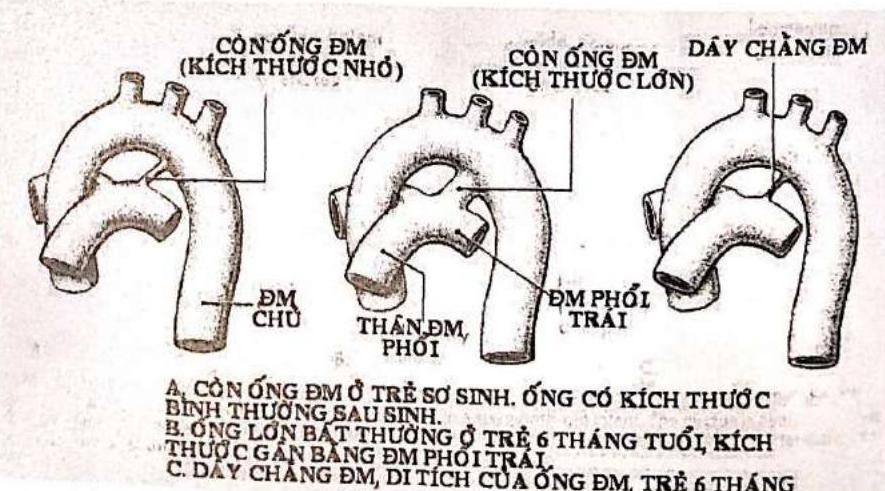 CÒN ỐNG ĐM
(KÍCH THƯỚC NHỎ)
CÒN ỐNG ĐM
(KÍCH THƯỚC LỚN)
DÂY CHẰNG ĐM
ĐM
CHỦ
THÂN ĐM
PHỔI
ĐM PHỔI
TRÁI
A. CÒN ỐNG ĐM Ở TRẺ SƠ SINH. ỐNG CÓ KÍCH THƯỚC
BÌNH THƯỜNG SAU SINH.
B. ỐNG LỚN BẤT THƯỜNG Ở TRẺ 6 THÁNG TUỔI, KÍCH
THƯỚC GẦN BẰNG ĐM PHỔI TRÁI.
C. DÂY CHẰNG ĐM, DI TÍCH CỦA ỐNG ĐM, TRẺ 6 THÁNG